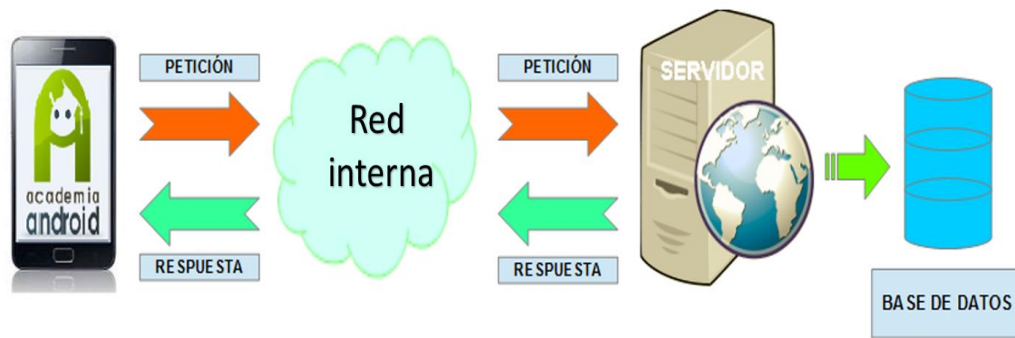 academia
android
PETICIÓN
RESPUESTA
Red
interna
PETICIÓN
RESPUESTA
SERVIDOR
BASE DE DATOS